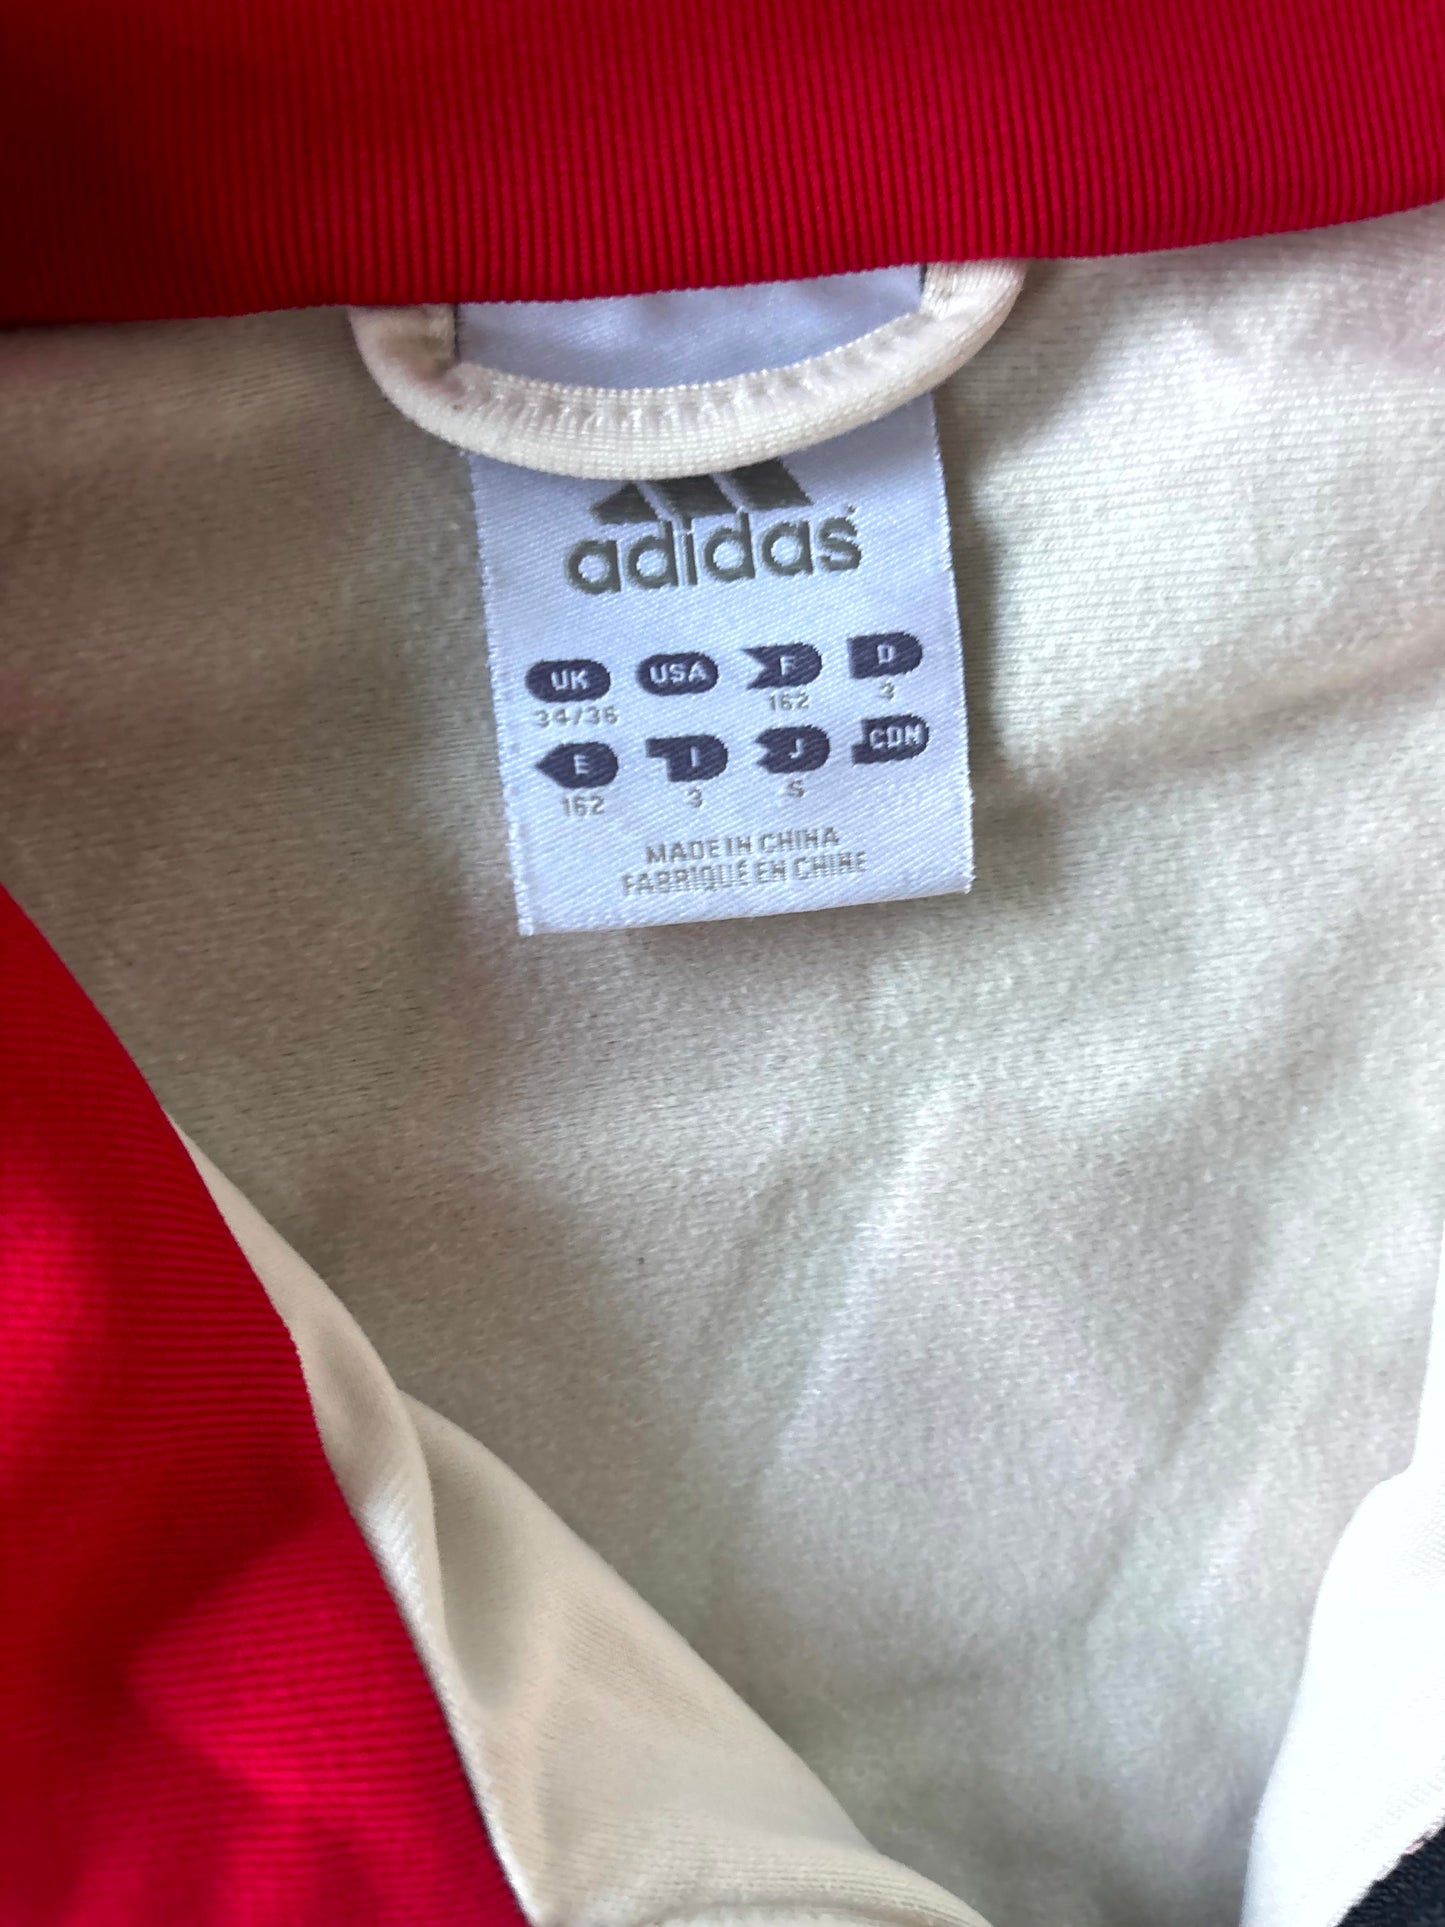 adidas
UK USA F D
34/36 162 3
E I J CDN
162 3 S
MADE IN CHINA
FABRIQUÉ EN CHINE